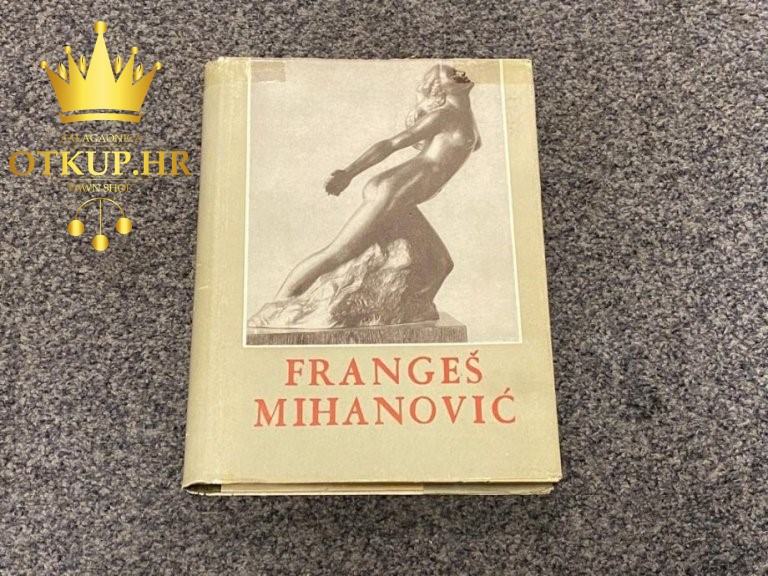 ZALAGAONICA
OTKUP.HR
PAWN SHOP
FRANGEŠ
MIHANOVIĆ